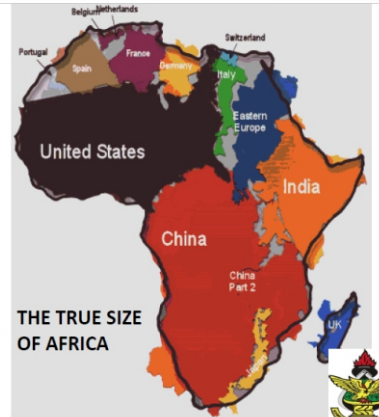 Belgium
Netherlands
Portugal
Switzerland
Spain
France
Germany
Italy
Eastern
Europe
United States
India
China
China
Part 2
THE TRUE SIZE
OF AFRICA
UK
Japan